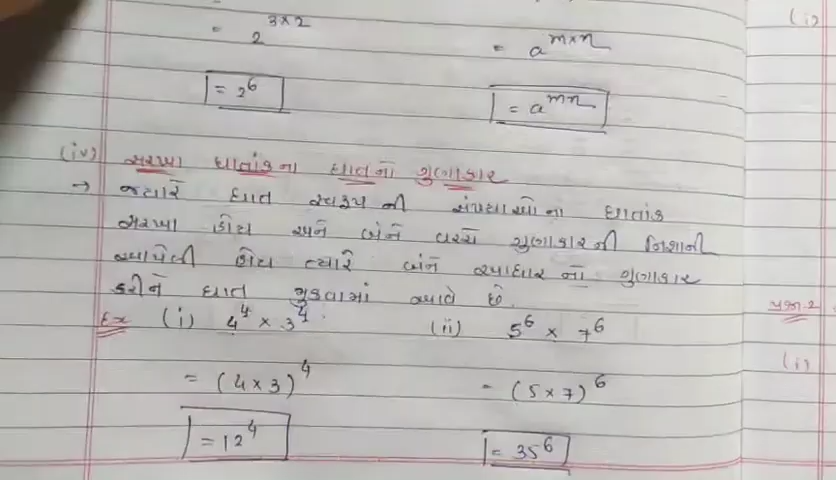 = 2^{3×2} = a^{m×n} (i)
= 2^6 = a^{mn}
(iv) સરખા ઘાતાંકના ઘાતનો ગુણાકાર
→ જ્યારે ઘાત સ્વરૂપ ની સંખ્યાઓના ઘાતાંક
સરખા હોય અને બંને વચ્ચે ગુણાકારની નિશાની
આપેલી હોય ત્યારે બંને આધાર નો ગુણાકાર
કરીને ઘાત મુકવામાં આવે છે.
Ex (i) 4^4 × 3^4 (ii) 5^6 × 7^6 પ્રશ્ન-2
= (4 × 3)^4 = (5 × 7)^6 (i)
= 12^4 = 35^6